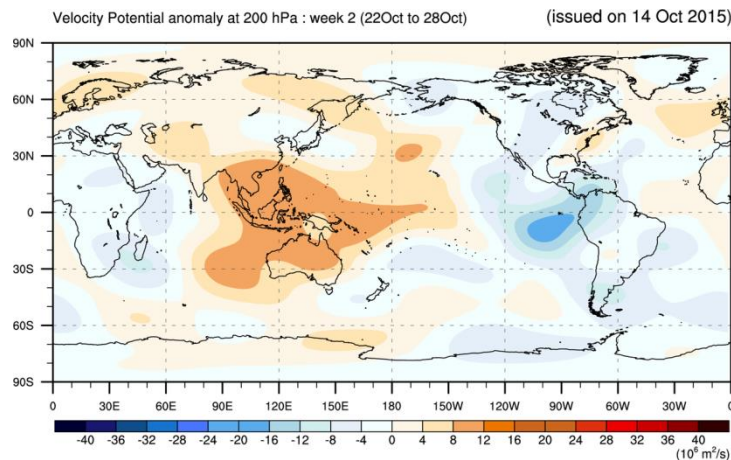 Velocity Potential anomaly at 200 hPa : week 2 (22Oct to 28Oct)
(issued on 14 Oct 2015)
90N
60N
30N
0
30S
60S
90S
0 30E 60E 90E 120E 150E 180 150W 120W 90W 60W 30W 0
-40 -36 -32 -28 -24 -20 -16 -12 -8 -4 0 4 8 12 16 20 24 28 32 36 40
(10⁶ m²/s)